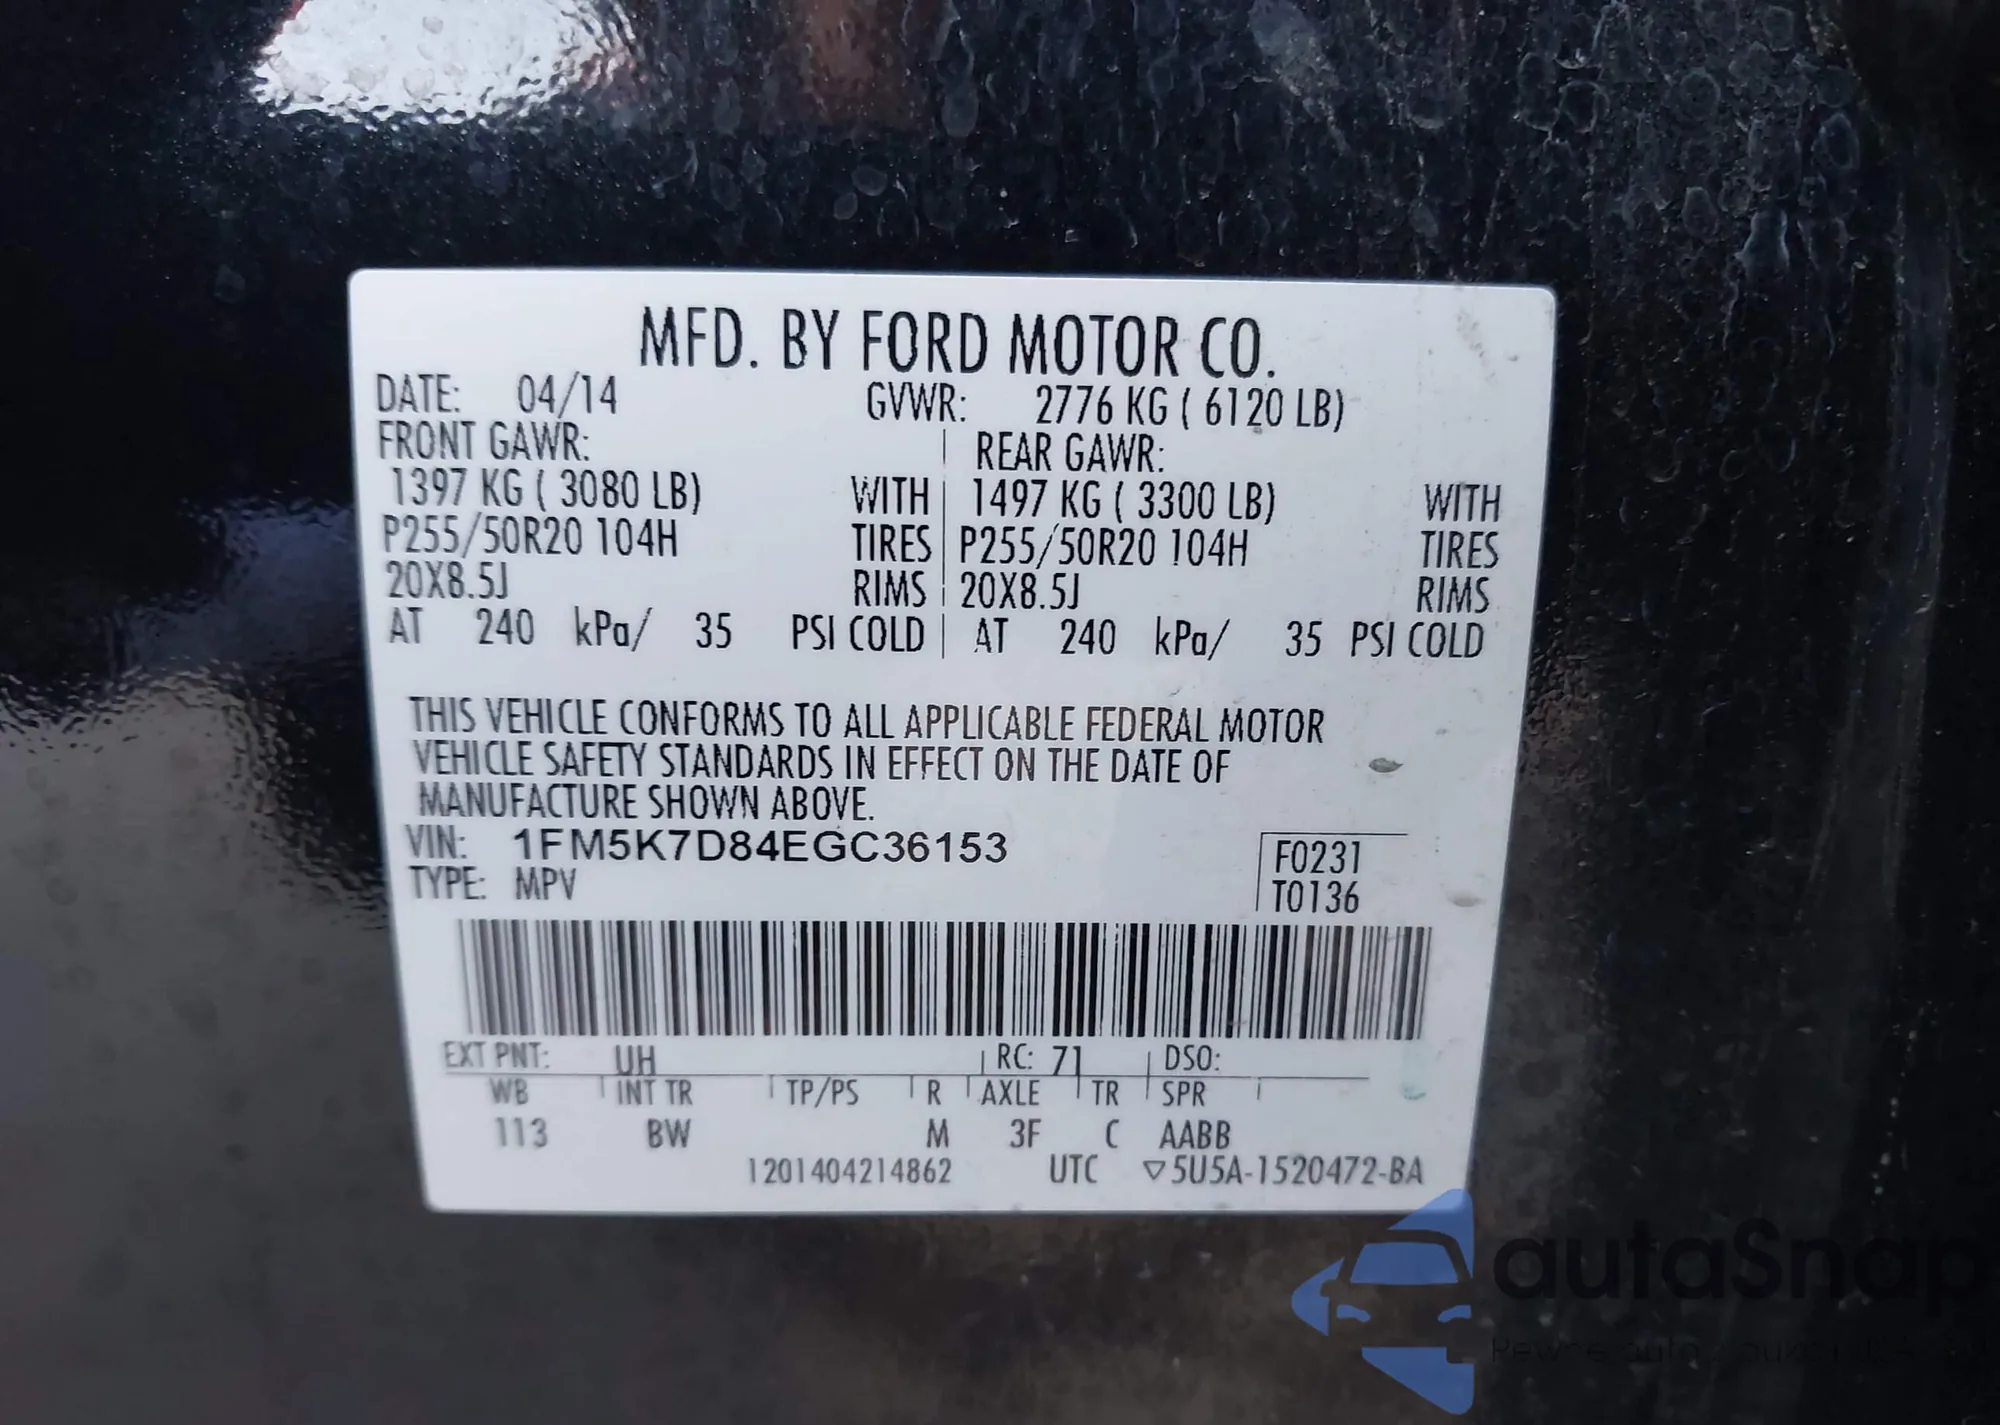 MFD. BY FORD MOTOR CO.
DATE: 04/14 GVWR: 2776 KG ( 6120 LB)
FRONT GAWR: REAR GAWR:
1397 KG ( 3080 LB) WITH 1497 KG ( 3300 LB) WITH
P255/50R20 104H TIRES P255/50R20 104H TIRES
20X8.5J RIMS 20X8.5J RIMS
AT 240 kPa/ 35 PSI COLD AT 240 kPa/ 35 PSI COLD
THIS VEHICLE CONFORMS TO ALL APPLICABLE FEDERAL MOTOR
VEHICLE SAFETY STANDARDS IN EFFECT ON THE DATE OF
MANUFACTURE SHOWN ABOVE.
VIN: 1FM5K7D84EGC36153 F0231
TYPE: MPV T0136
EXT PNT: UH RC: 71 DSO:
WB INT TR TP/PS R AXLE TR SPR
113 BW M 3F C AABB
1201404214862 UTC ▽5U5A-1520472-BA
autaSnap